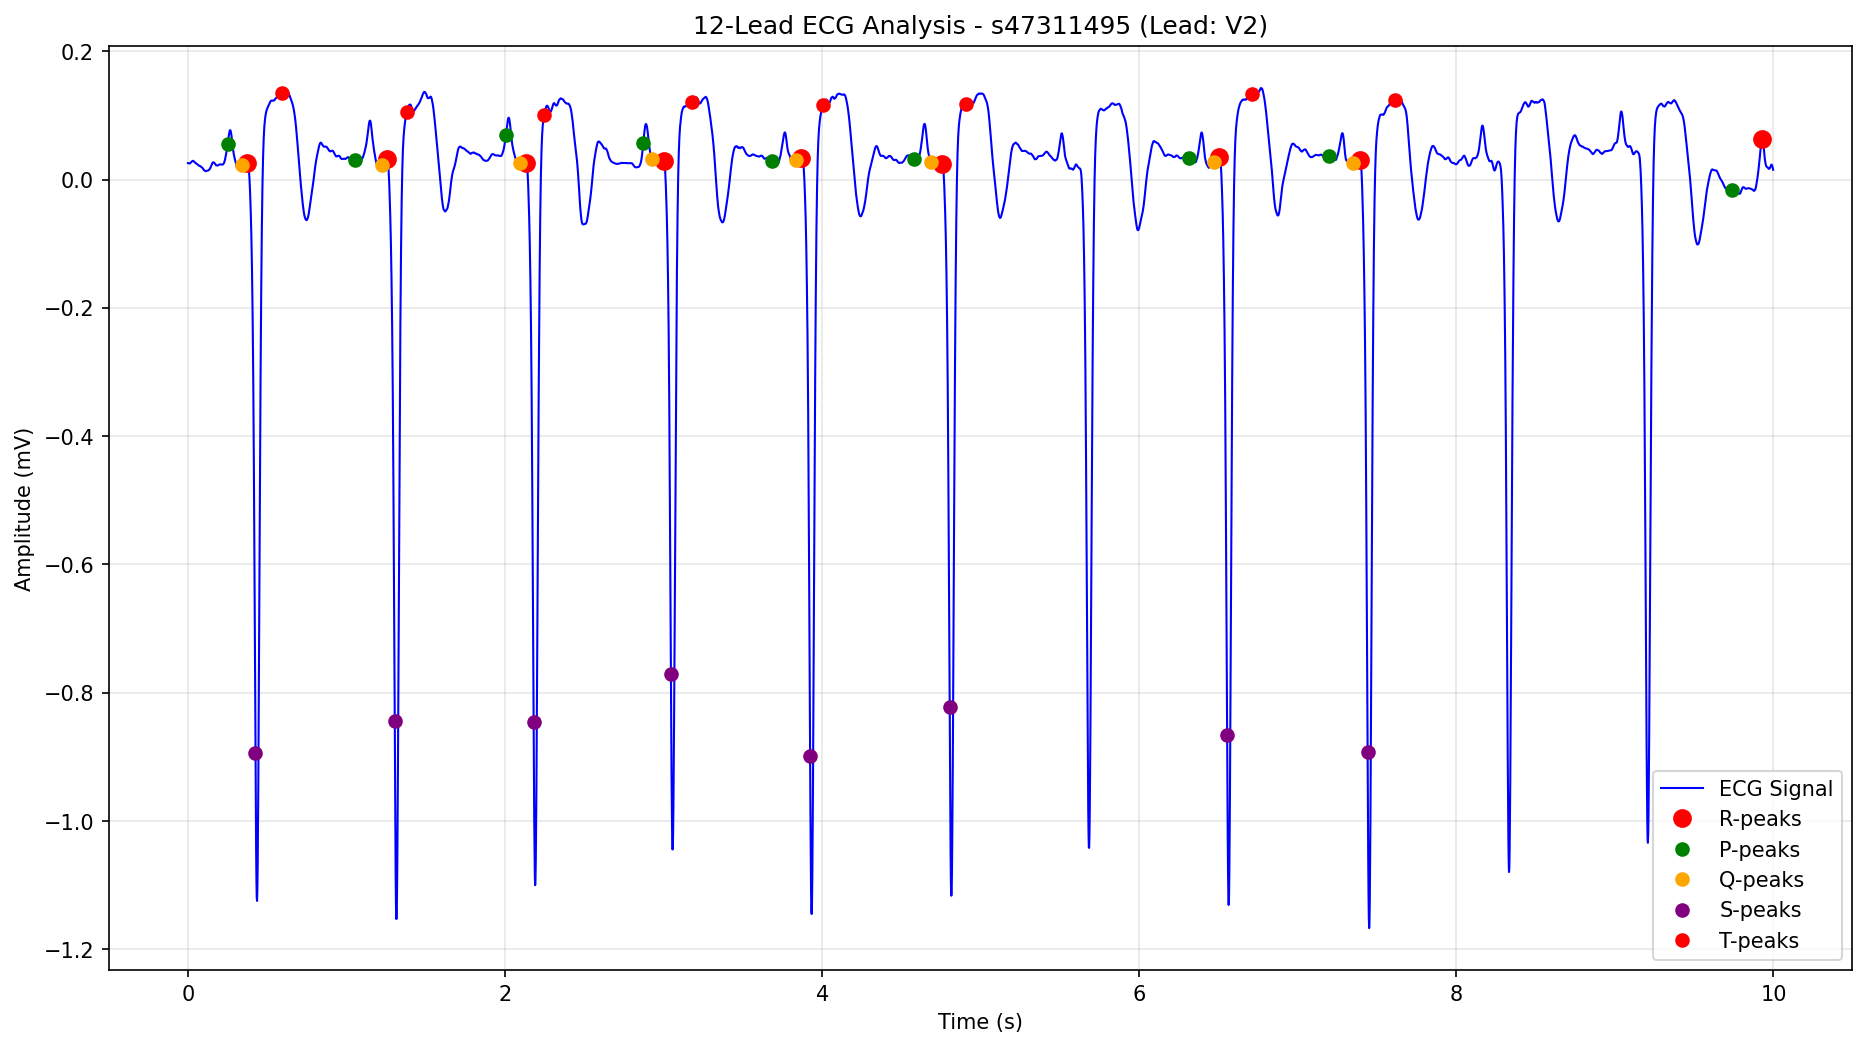 12-Lead ECG Analysis - s47311495 (Lead: V2)
Amplitude (mV)
0.2
0.0
−0.2
−0.4
−0.6
−0.8
−1.0
−1.2
ECG Signal
R-peaks
P-peaks
Q-peaks
S-peaks
T-peaks
0 2 4 6 8 10
Time (s)